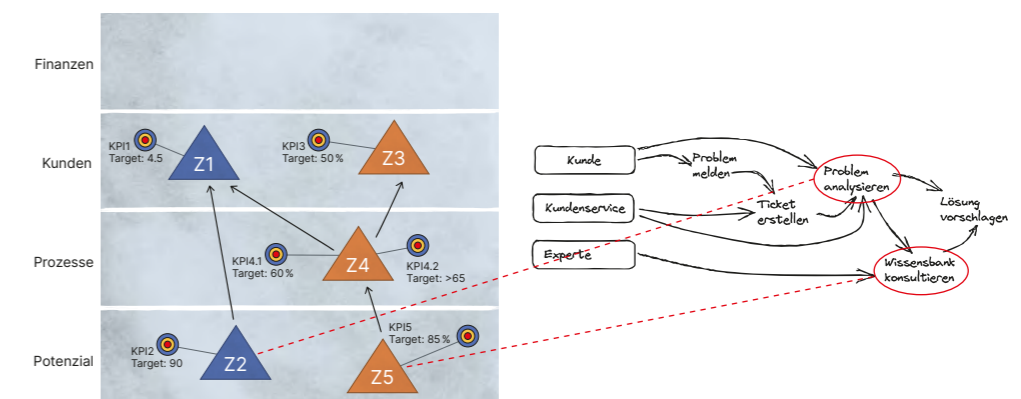 Finanzen
Kunden
KPI1
Target: 4.5
Z1
KPI3
Target: 50 %
Z3
Prozesse
KPI4.1
Target: 60 %
Z4
KPI4.2
Target: >65
Potenzial
KPI2
Target: 90
Z2
KPI5
Target: 85 %
Z5
Kunde
Problem
melden
Problem
analysieren
Kundenservice
Ticket
erstellen
Lösung
vorschlagen
Experte
Wissensbank
konsultieren